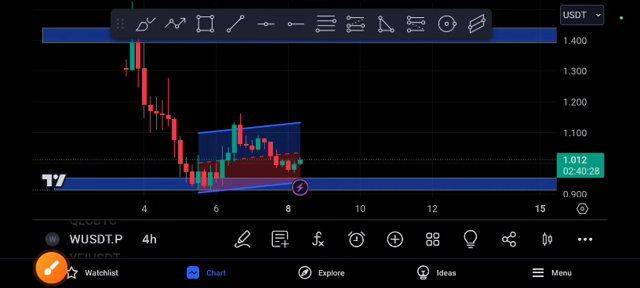 USDT
1.400
1.300
1.200
1.100
1.012
02:40:28
0.900
4 6 8 10 12 15
WUSDT.P 4h
Watchlist Chart Explore Ideas Menu